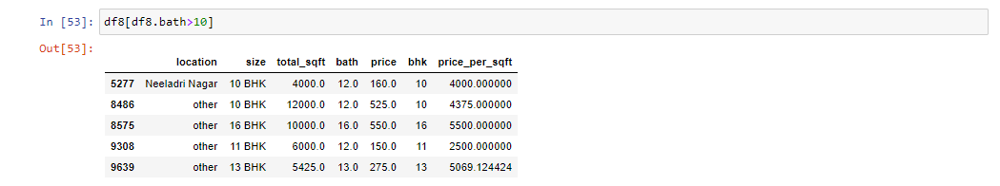 In [53]: df8[df8.bath>10]
Out[53]:
location size total_sqft bath price bhk price_per_sqft
5277 Neeladri Nagar 10 BHK 4000.0 12.0 160.0 10 4000.000000
8486 other 10 BHK 12000.0 12.0 525.0 10 4375.000000
8575 other 16 BHK 10000.0 16.0 550.0 16 5500.000000
9308 other 11 BHK 6000.0 12.0 150.0 11 2500.000000
9639 other 13 BHK 5425.0 13.0 275.0 13 5069.124424